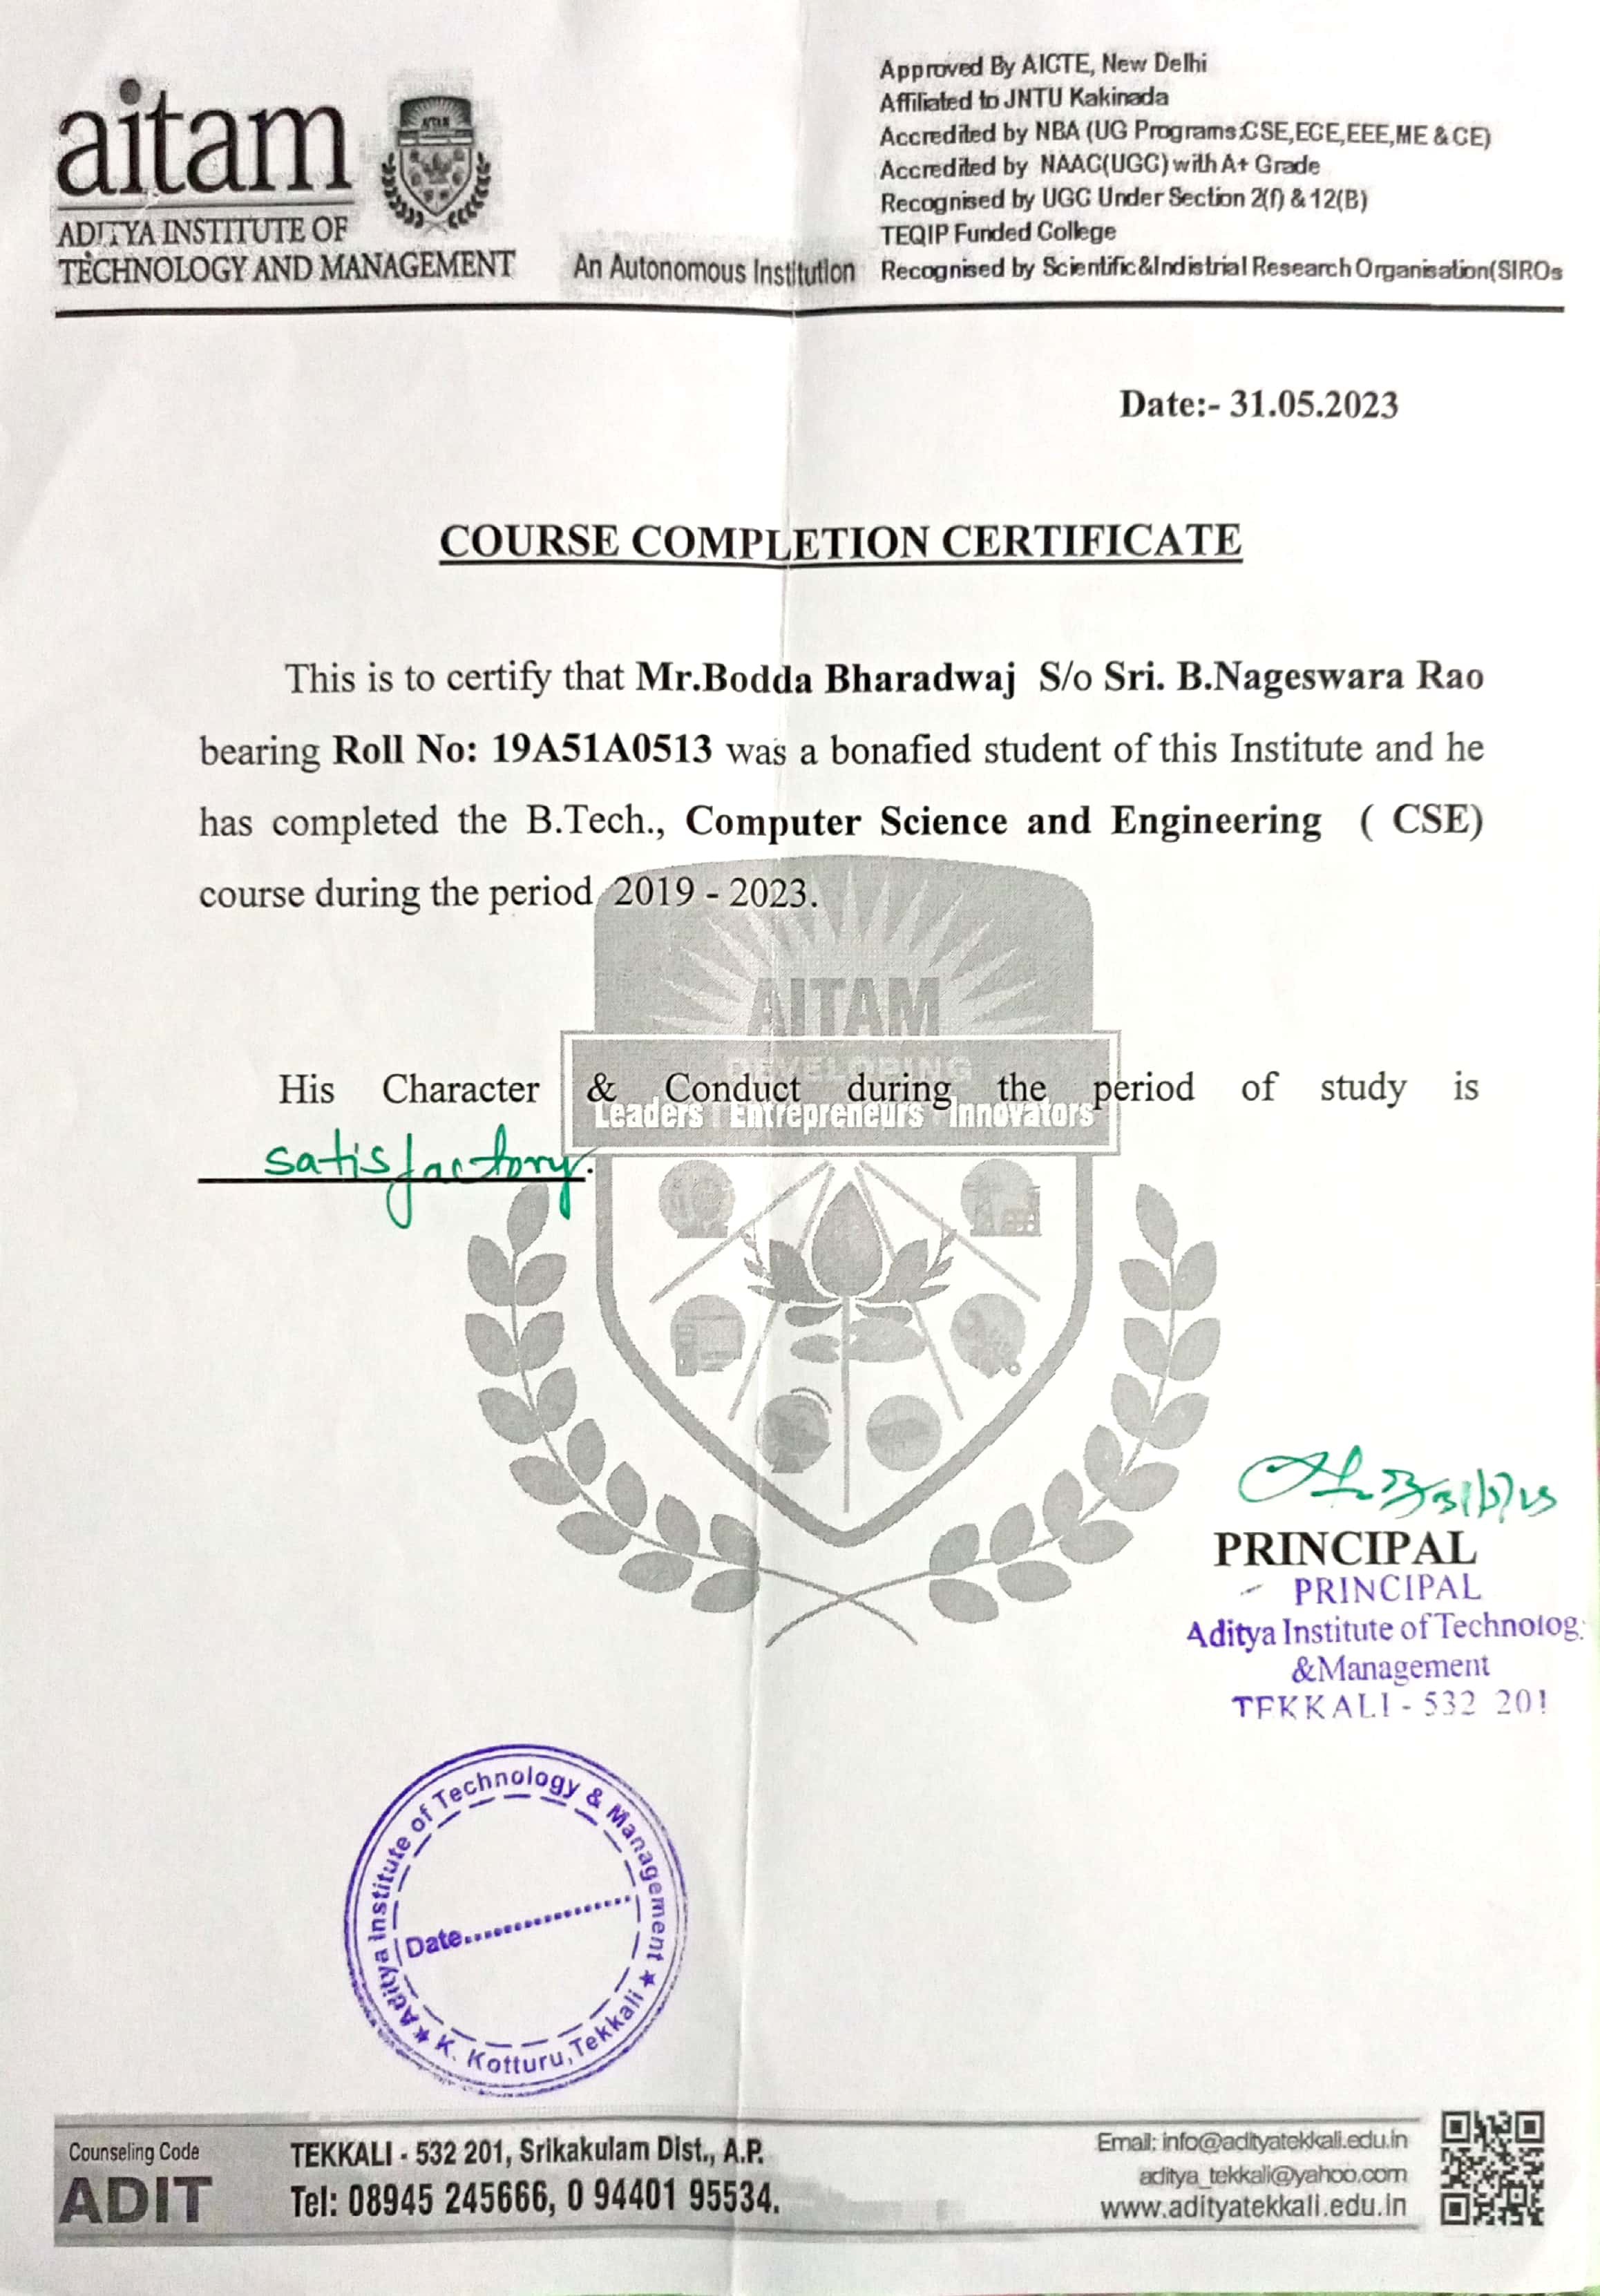 aitam
AITAM
ADITYA INSTITUTE OF
TECHNOLOGY AND MANAGEMENT
An Autonomous Institution
Approved By AICTE, New Delhi
Affiliated to JNTU Kakinada
Accredited by NBA (UG Programs:CSE,ECE,EEE,ME & CE)
Accredited by NAAC(UGC) with A+ Grade
Recognised by UGC Under Section 2(f) & 12(B)
TEQIP Funded College
Recognised by Scientific&Indistrial Research Organisation(SIROs
Date:- 31.05.2023
COURSE COMPLETION CERTIFICATE
This is to certify that Mr.Bodda Bharadwaj S/o Sri. B.Nageswara Rao
bearing Roll No: 19A51A0513 was a bonafied student of this Institute and he
has completed the B.Tech., Computer Science and Engineering ( CSE)
course during the period 2019 - 2023.
AITAM
DEVELOPING
His Character & Conduct during the period of study is
Leaders Entrepreneurs Innovators
satisfactory.
31/5/23
PRINCIPAL
PRINCIPAL
Aditya Institute of Technolog
&Management
TEKKALI - 532 201
Aditya Institute of Technology & Management
Date..................
★ K. Kotturu, Tekkali ★
Counseling Code
ADIT
TEKKALI - 532 201, Srikakulam Dist., A.P.
Tel: 08945 245666, 0 94401 95534.
Email: info@adityatekkali.edu.in
aditya_tekkali@yahoo.com
www.adityatekkali.edu.in